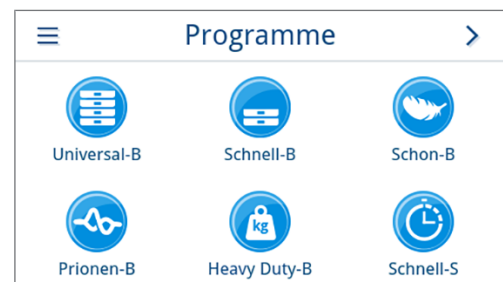 Programme
Universal-B Schnell-B Schon-B
kg
Prionen-B Heavy Duty-B Schnell-S